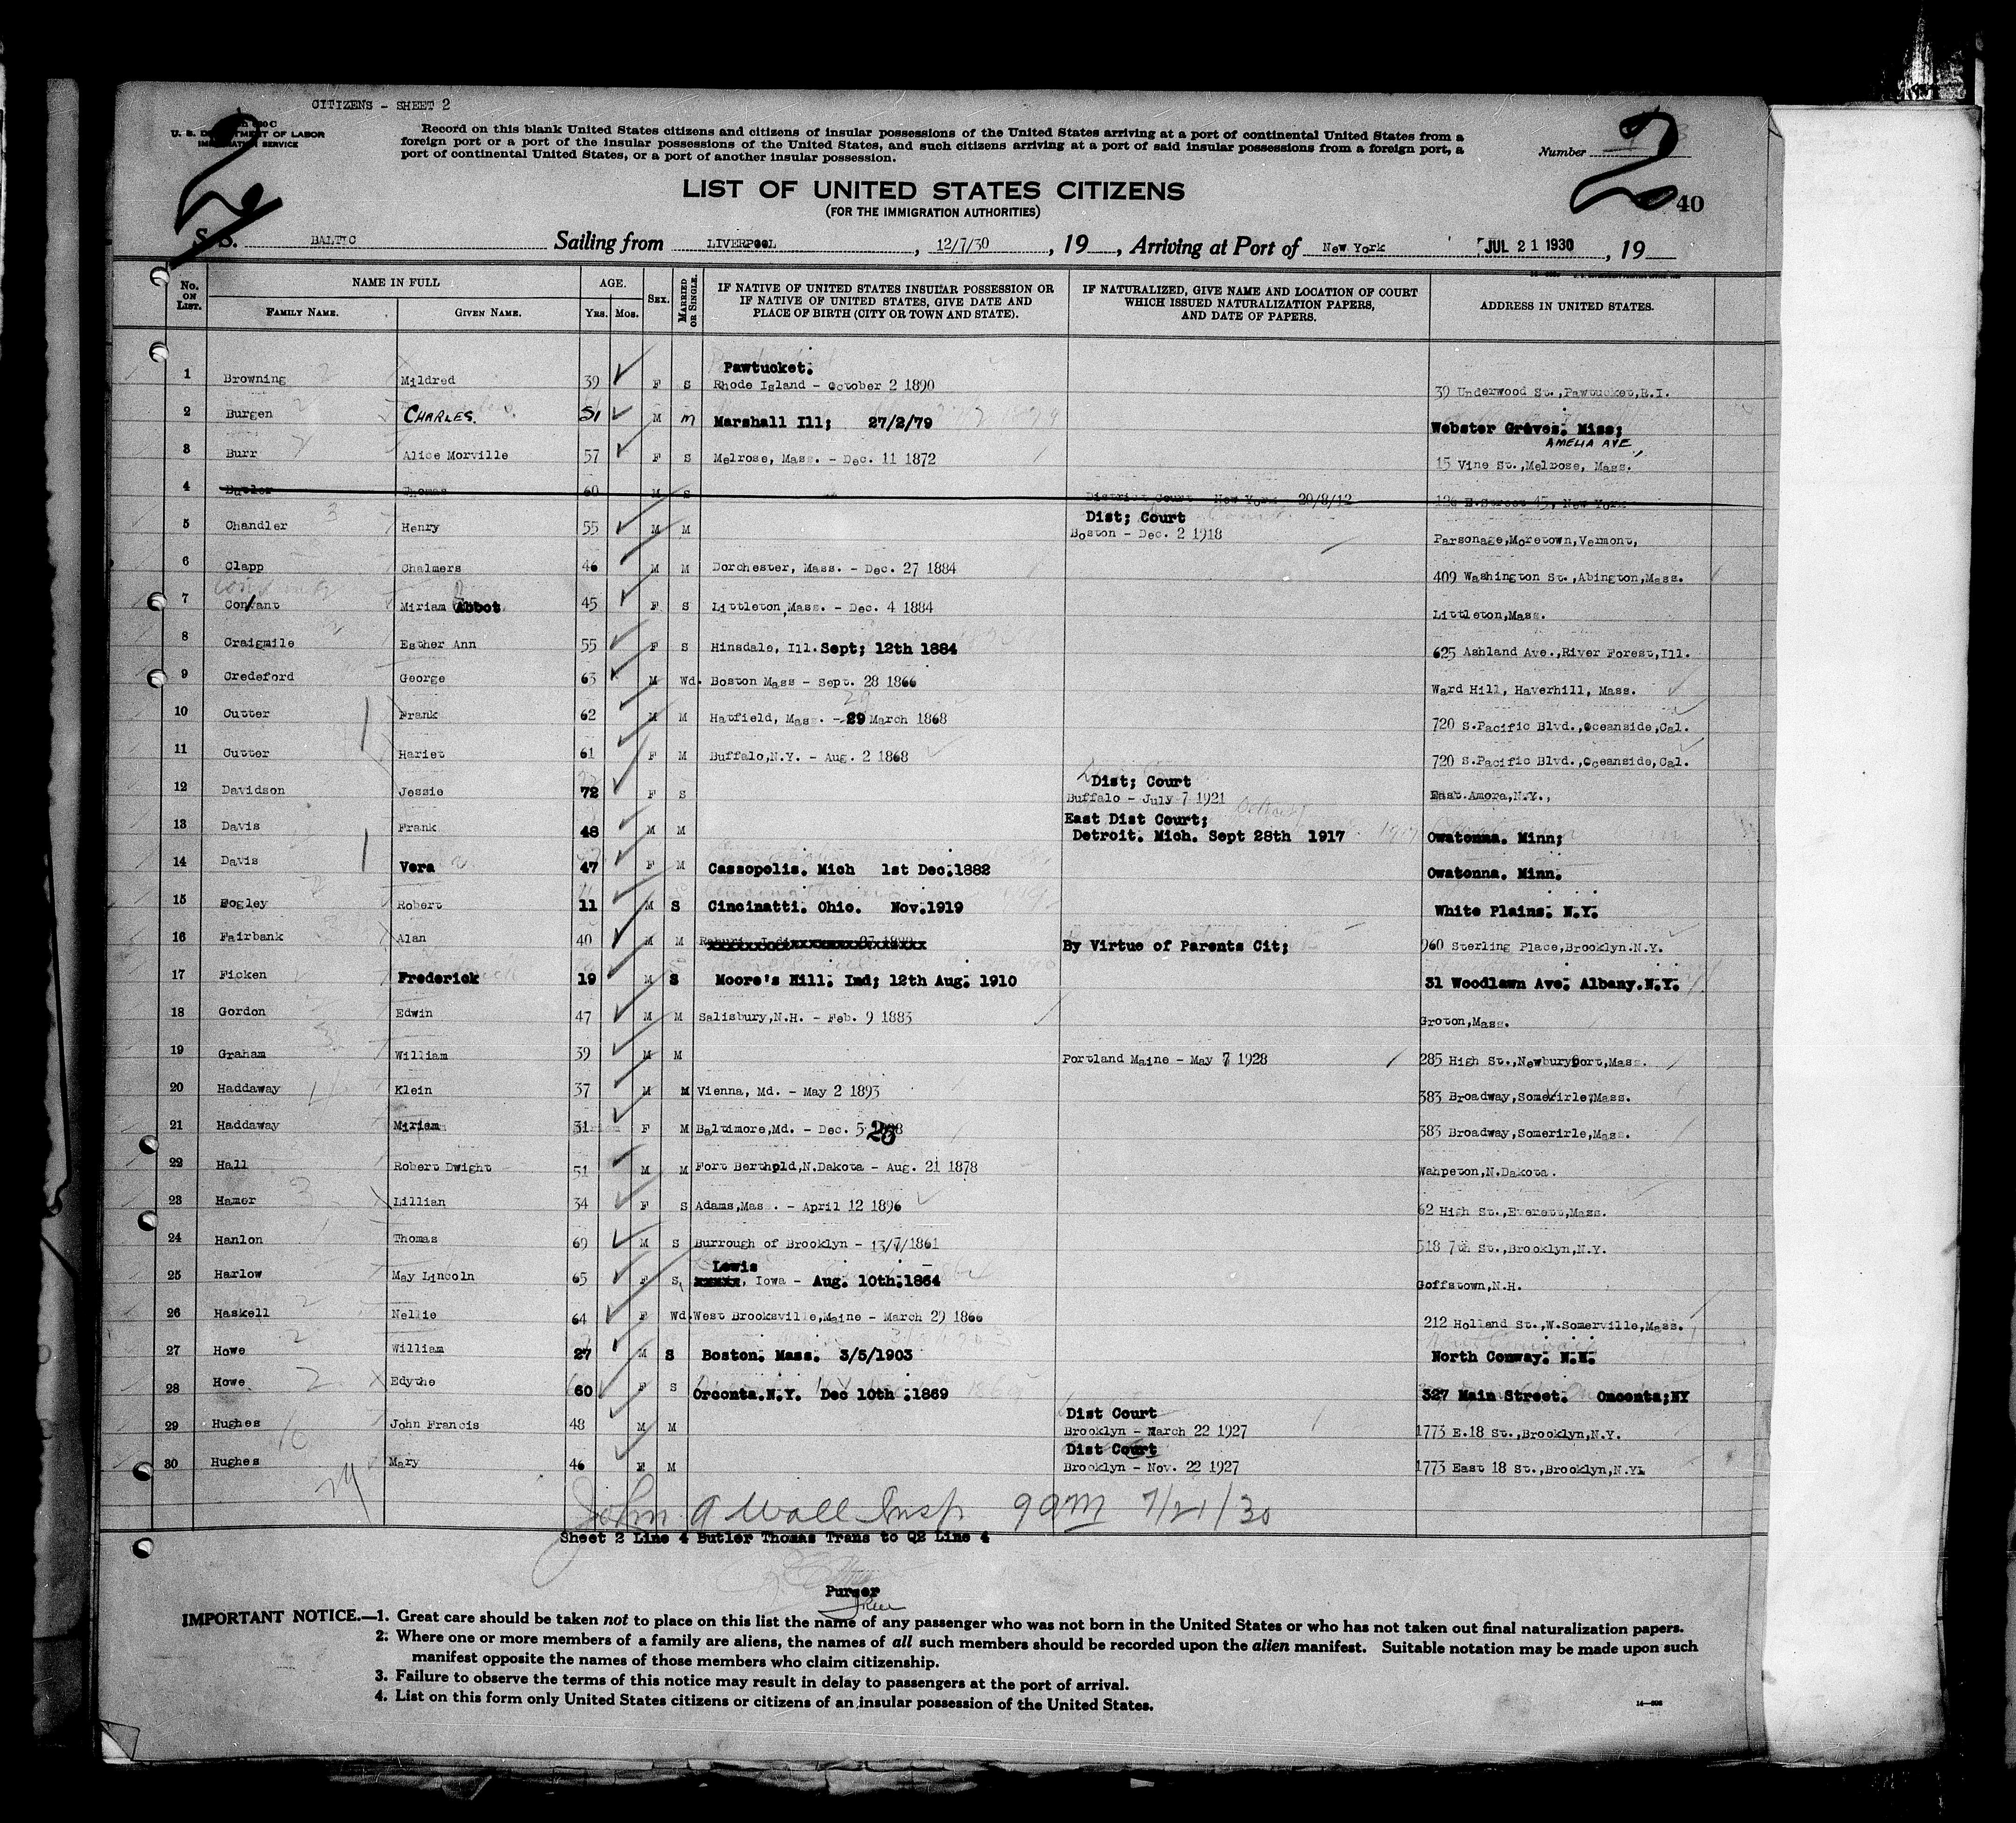 CITIZENS - SHEET 2
U. S. DEPARTMENT OF LABOR
IMMIGRATION SERVICE
Record on this blank United States citizens and citizens of insular possessions of the United States arriving at a port of continental United States from a
foreign port or a port of the insular possessions of the United States, and such citizens arriving at a port of said insular possessions from a foreign port, a
port of continental United States, or a port of another insular possession.
Number
2
2
40
LIST OF UNITED STATES CITIZENS
(FOR THE IMMIGRATION AUTHORITIES)
S. S. BALTIC Sailing from LIVERPOOL, 12/7/30, 19, Arriving at Port of New York JUL 21 1930, 19
No. ON LIST. NAME IN FULL FAMILY NAME. GIVEN NAME. AGE. YRS. MOS. SEX. MARRIED OR SINGLE. IF NATIVE OF UNITED STATES INSULAR POSSESSION OR IF NATIVE OF UNITED STATES, GIVE DATE AND PLACE OF BIRTH (CITY OR TOWN AND STATE). IF NATURALIZED, GIVE NAME AND LOCATION OF COURT WHICH ISSUED NATURALIZATION PAPERS, AND DATE OF PAPERS. ADDRESS IN UNITED STATES.
1 Browning Mildred 39 F S Pawtucket. Rhode Island - October 2 1890 39 Underwood St.,Pawtucket,R.I.
2 Burgen CHARLES. 51 M m Marshall Ill; 27/2/79 Webster Groves. Miss; AMELIA AVE
3 Burr Alice Morville 57 F S Melrose, Mass. - Dec. 11 1872 15 Vine St.,Melrose, Mass.
4 Butler Thomas 60 M S District Court New York 20/8/12 124 E.Street 45, New York
5 Chandler Henry 55 M M Dist; Court Boston - Dec. 2 1918 Parsonage,Moretown,Vermont,
6 Clapp Chalmers 46 M M Dorchester, Mass. - Dec. 27 1884 409 Washington St.,Abington,Mass.
7 Conant Miriam Abbot 45 F S Littleton,Mass. - Dec. 4 1884 Littleton,Mass.
8 Craigmile Esther Ann 55 F S Hinsdale, Ill. Sept; 12th 1884 625 Ashland Ave.,River Forest,Ill.
9 Credeford George 63 M Wd. Boston Mass - Sept. 28 1866 Ward Hill, Haverhill, Mass.
10 Cutter Frank 62 M M Hatfield, Mass. - 29 March 1868 720 S.Pacific Blvd.,Oceanside,Cal.
11 Cutter Hariet 61 F M Buffalo,N.Y. - Aug. 2 1868 720 S.Pacific Blvd.,Oceanside,Cal.
12 Davidson Jessie 72 F S Dist; Court Buffalo - July 7 1921 East.Amora,N.Y.,
13 Davis Frank 48 M M East Dist Court; Detroit. Mich. Sept 28th 1917 Owatonna. Minn;
14 Davis Vera 47 F M Cassopolis. Mich 1st Dec.1882 Owatonna. Minn.
15 Fogley Robert 11 M S Cincinatti. Ohio. Nov.1919 White Plains. N.Y.
16 Fairbank Alan 40 M M By Virtue of Parents Cit; 960 Sterling Place,Brooklyn.N.Y.
17 Ficken Frederick 19 M S Moore's Hill. Ind; 12th Aug. 1910 31 Woodlawn Ave. Albany.N.Y.
18 Gordon Edwin 47 M M Salisbury,N.H. - Feb. 9 1883 Groton,Mass.
19 Graham William 39 M M Portland Maine - May 7 1928 285 High St.,Newburyport,Mass.
20 Haddaway Klein 37 M M Vienna, Md. - May 2 1893 383 Broadway,Somerirle,Mass.
21 Haddaway Miriam 31 F M Baltimore,Md. - Dec. 25 1898 383 Broadway,Somerirle,Mass.
22 Hall Robert Dwight 51 M M Fort Berthold,N.Dakota - Aug. 21 1878 Wahpeton,N.Dakota.
23 Hamer Lillian 34 F S Adams,Mass. - April 12 1896 62 High St.,Everett,Mass.
24 Hanlon Thomas 69 M S Burrough of Brooklyn - 13/7/1861 518 7th St.,Brooklyn,N.Y.
25 Harlow May Lincoln 65 F S Lewis xxxxx, Iowa - Aug. 10th.1864 Goffstown,N.H.
26 Haskell Nellie 64 F Wd. West Brooksville,Maine - March 29 1866 212 Holland St.,W.Somerville,Mass.
27 Howe William 27 M S Boston. Mass. 3/5/1903 North Conway. N.H.
28 Howe Edythe 60 F S Orconta.N.Y. Dec 10th .1869 327 Main Street. Oneonta;NY
29 Hughes John Francis 48 M M Dist Court Brooklyn - March 22 1927 1773 E.18 St.,Brooklyn,N.Y.
30 Hughes Mary 46 F M Dist Court Brooklyn - Nov. 22 1927 1773 East 18 St.,Brooklyn,N.Y.
John A Wall Insp 9 am 7/21/30
Sheet 2 Line 4 Butler Thomas Trans to QB Line 4
Purser
IMPORTANT NOTICE.—1. Great care should be taken not to place on this list the name of any passenger who was not born in the United States or who has not taken out final naturalization papers.
2. Where one or more members of a family are aliens, the names of all such members should be recorded upon the alien manifest. Suitable notation may be made upon such
manifest opposite the names of those members who claim citizenship.
3. Failure to observe the terms of this notice may result in delay to passengers at the port of arrival.
4. List on this form only United States citizens or citizens of an insular possession of the United States.